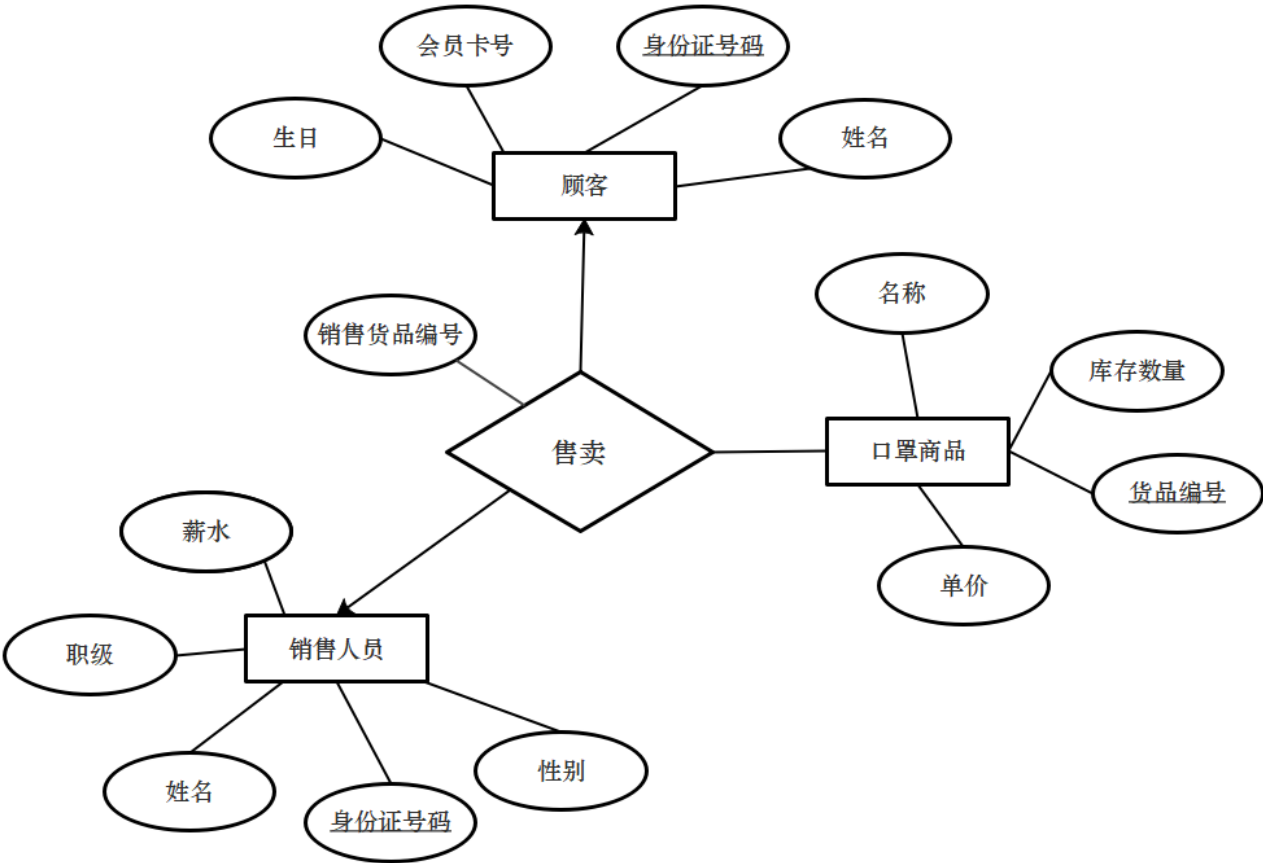 会员卡号
身份证号码
生日
姓名
顾客
名称
销售货品编号
库存数量
售卖
口罩商品
货品编号
薪水
单价
职级
销售人员
姓名
身份证号码
性别